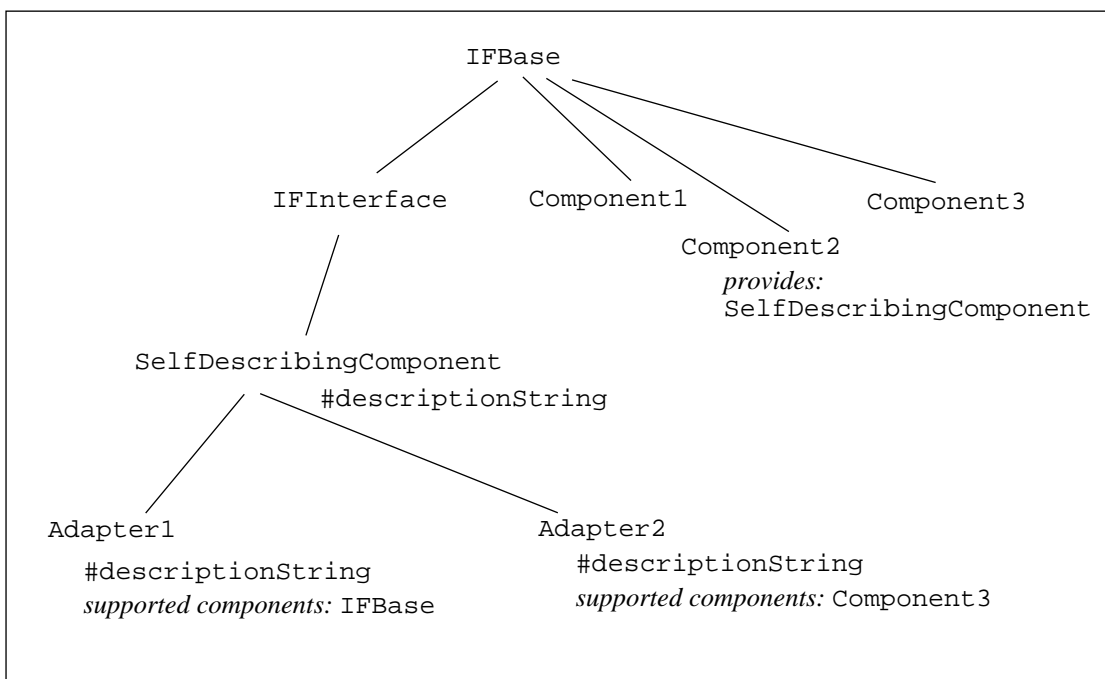 IFBase
IFInterface
Component1
Component3
Component2
provides:
SelfDescribingComponent
SelfDescribingComponent
#descriptionString
Adapter1
#descriptionString
supported components: IFBase
Adapter2
#descriptionString
supported components: Component3